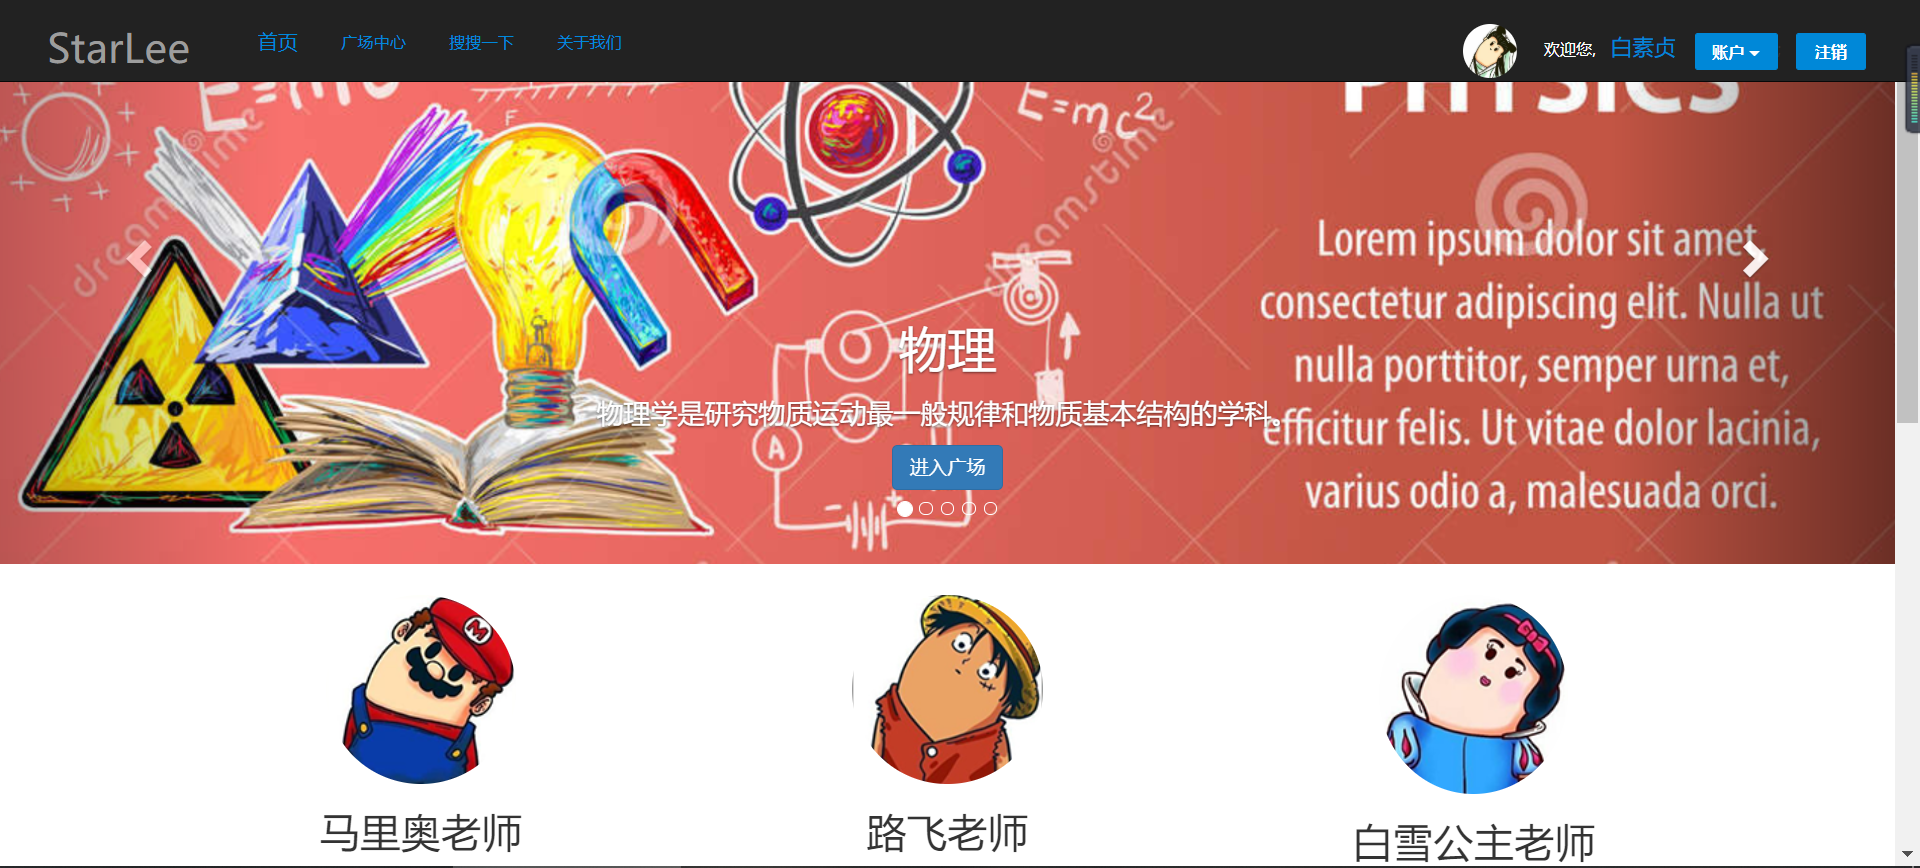 StarLee
首页 广场中心 搜搜一下 关于我们
欢迎您, 白素贞 账户 注销
PHYSICS
E=mc
E=mc²
F
dreamstime
dreamstime
Lorem ipsum dolor sit amet,
consectetur adipiscing elit. Nulla ut
nulla porttitor, semper urna et,
efficitur felis. Ut vitae dolor lacinia,
varius odio a, malesuada orci.
物理
物理学是研究物质运动最一般规律和物质基本结构的学科。
A
进入广场
M
马里奥老师 路飞老师 白雪公主老师